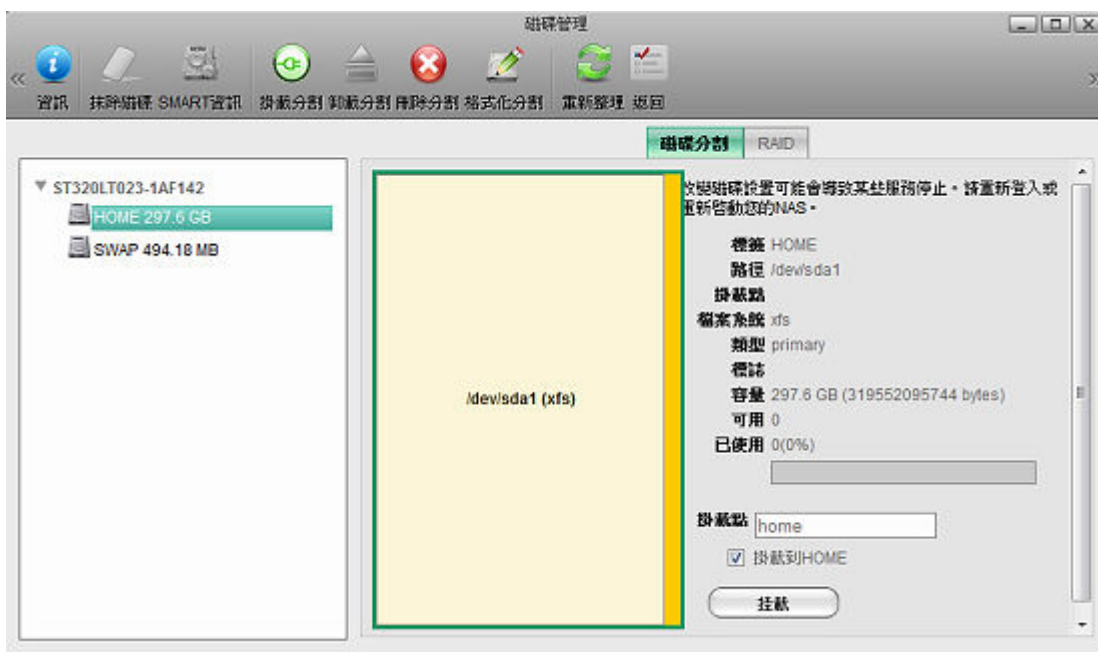 磁碟管理
資訊 抹除磁碟 SMART資訊 掛載分割 卸載分割 刪除分割 格式化分割 重新整理 返回
磁碟分割 RAID
ST320LT023-1AF142
HOME 297.6 GB
SWAP 494.18 MB
/dev/sda1 (xfs)
改變磁碟設置可能會導致某些服務停止。請重新登入或
重新啓動您的NAS。
標籤 HOME
路徑 /dev/sda1
掛載點
檔案系統 xfs
類型 primary
標誌
容量 297.6 GB (319552095744 bytes)
可用 0
已使用 0(0%)
掛載點 home
掛載到HOME
挂載